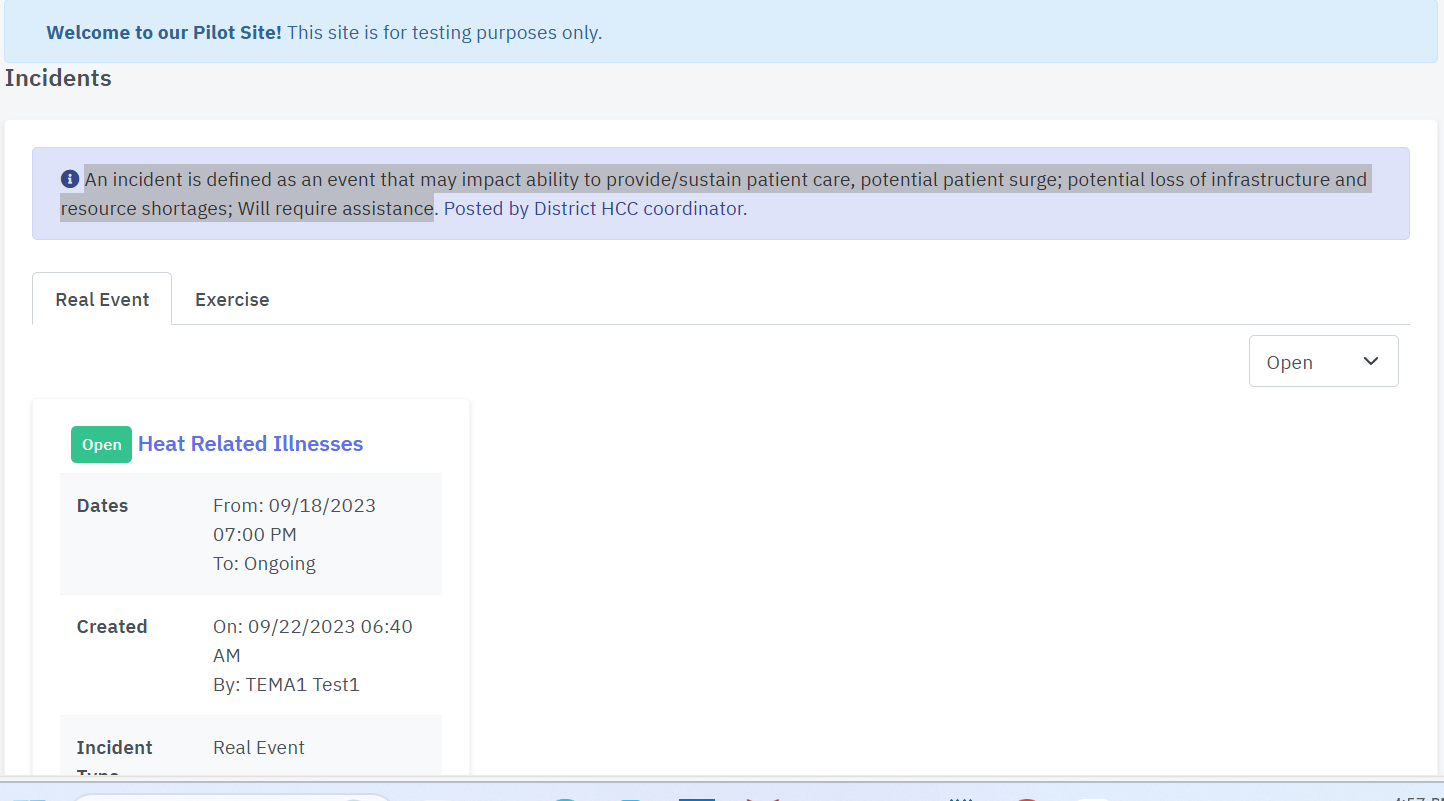 Welcome to our Pilot Site! This site is for testing purposes only.
Incidents
An incident is defined as an event that may impact ability to provide/sustain patient care, potential patient surge; potential loss of infrastructure and
resource shortages; Will require assistance. Posted by District HCC coordinator.
Real Event Exercise
Open
Open Heat Related Illnesses
Dates From: 09/18/2023
07:00 PM
To: Ongoing
Created On: 09/22/2023 06:40
AM
By: TEMA1 Test1
Incident Real Event